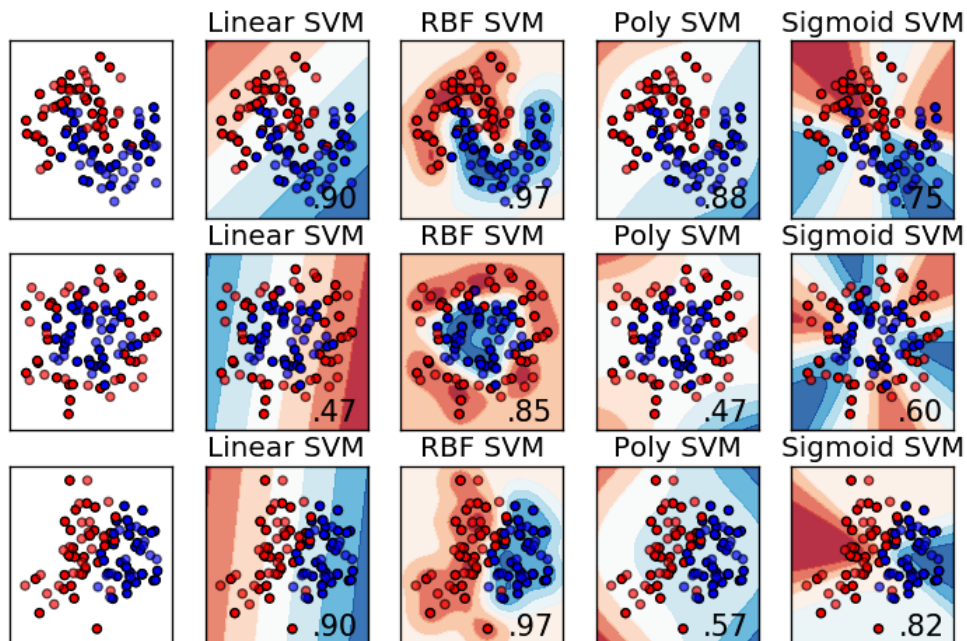 Linear SVM RBF SVM Poly SVM Sigmoid SVM
.90 .97 .88 .75
Linear SVM RBF SVM Poly SVM Sigmoid SVM
.47 .85 .47 .60
Linear SVM RBF SVM Poly SVM Sigmoid SVM
.90 .97 .57 .82